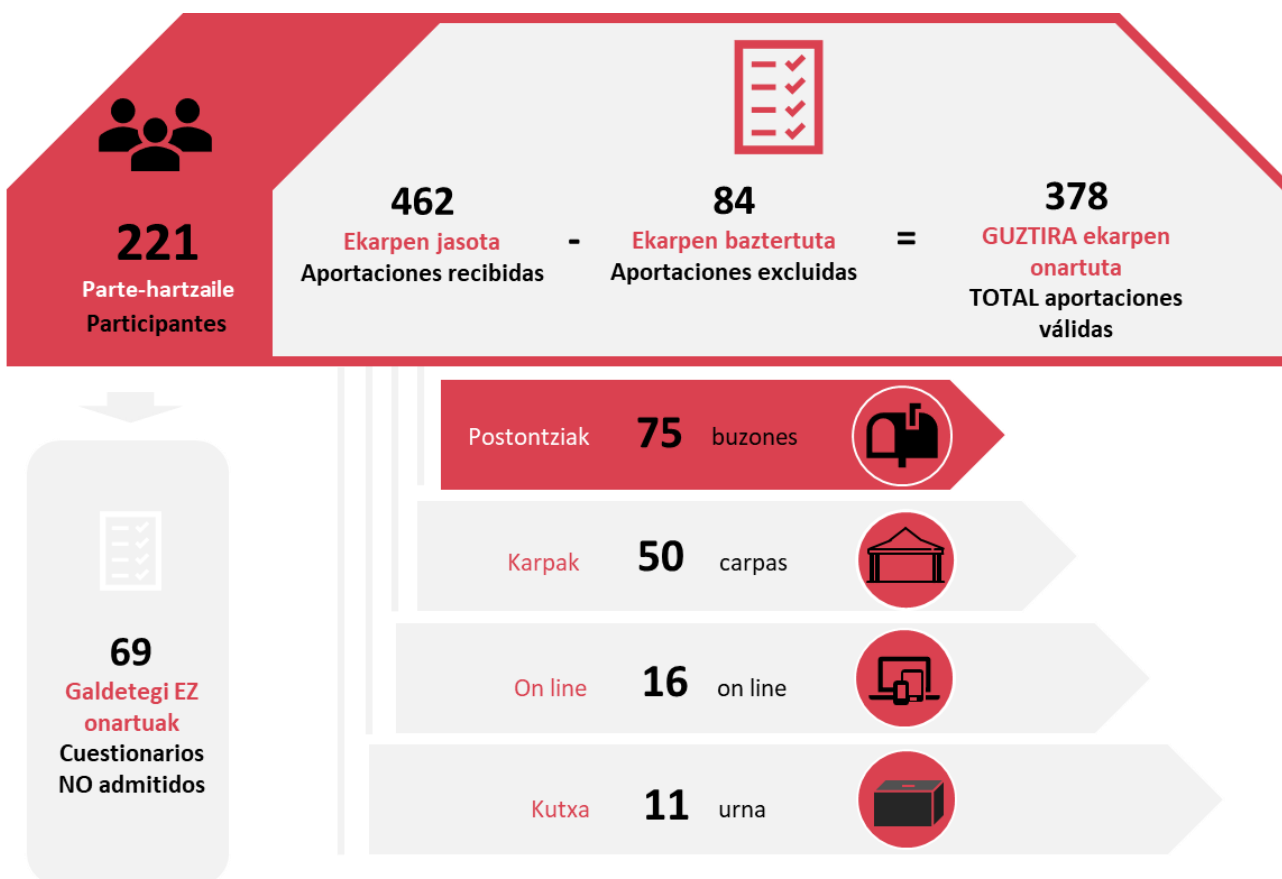 221
Parte-hartzaile
Participantes
462
Ekarpen jasota
Aportaciones recibidas
-
84
Ekarpen baztertuta
Aportaciones excluidas
=
378
GUZTIRA ekarpen
onartuta
TOTAL aportaciones
válidas
Postontziak 75 buzones
Karpak 50 carpas
On line 16 on line
Kutxa 11 urna
69
Galdetegi EZ
onartuak
Cuestionarios
NO admitidos